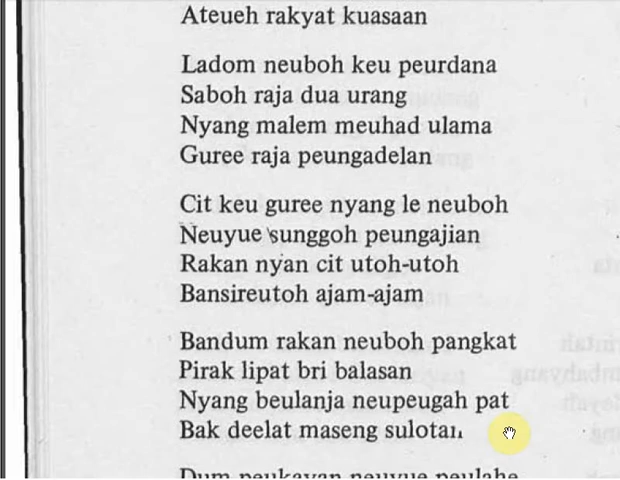 Ateueh rakyat kuasaan
Ladom neuboh keu peurdana
Saboh raja dua urang
Nyang malem meuhad ulama
Guree raja peungadelan
Cit keu guree nyang le neuboh
Neuyue sunggoh peungajian
Rakan nyan cit utoh-utoh
Bansireutoh ajam-ajam
Bandum rakan neuboh pangkat
Pirak lipat bri balasan
Nyang beulanja neupeugah pat
Bak deelat maseng sulotan